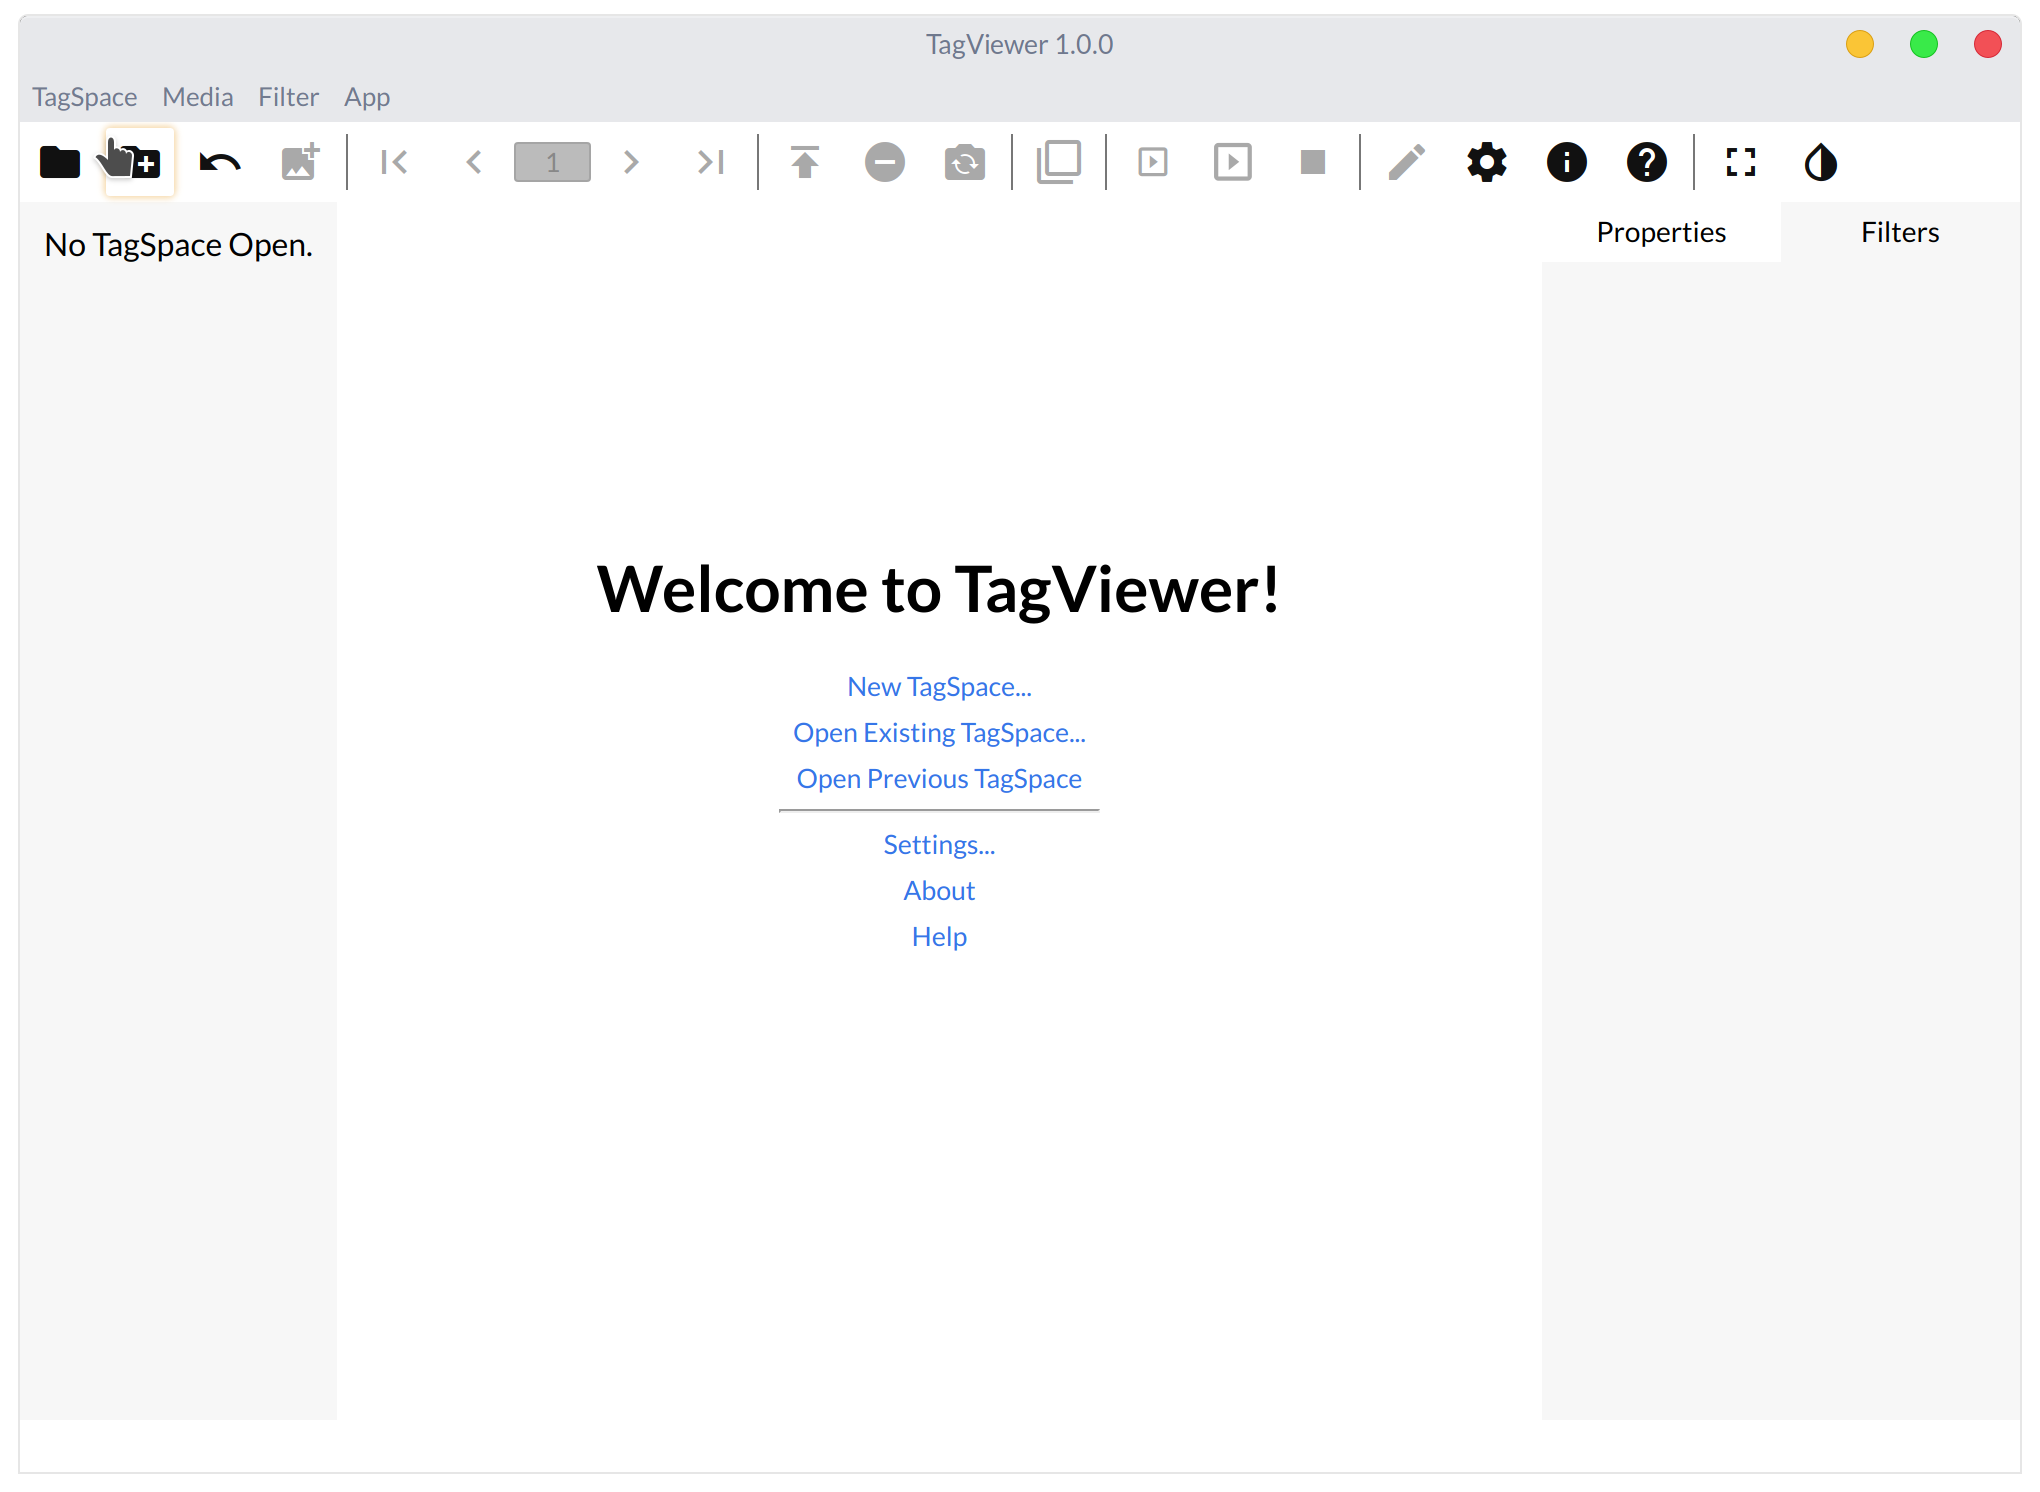 TagViewer 1.0.0
TagSpace Media Filter App
1
No TagSpace Open.
Properties Filters
Welcome to TagViewer!
New TagSpace...
Open Existing TagSpace...
Open Previous TagSpace
Settings...
About
Help